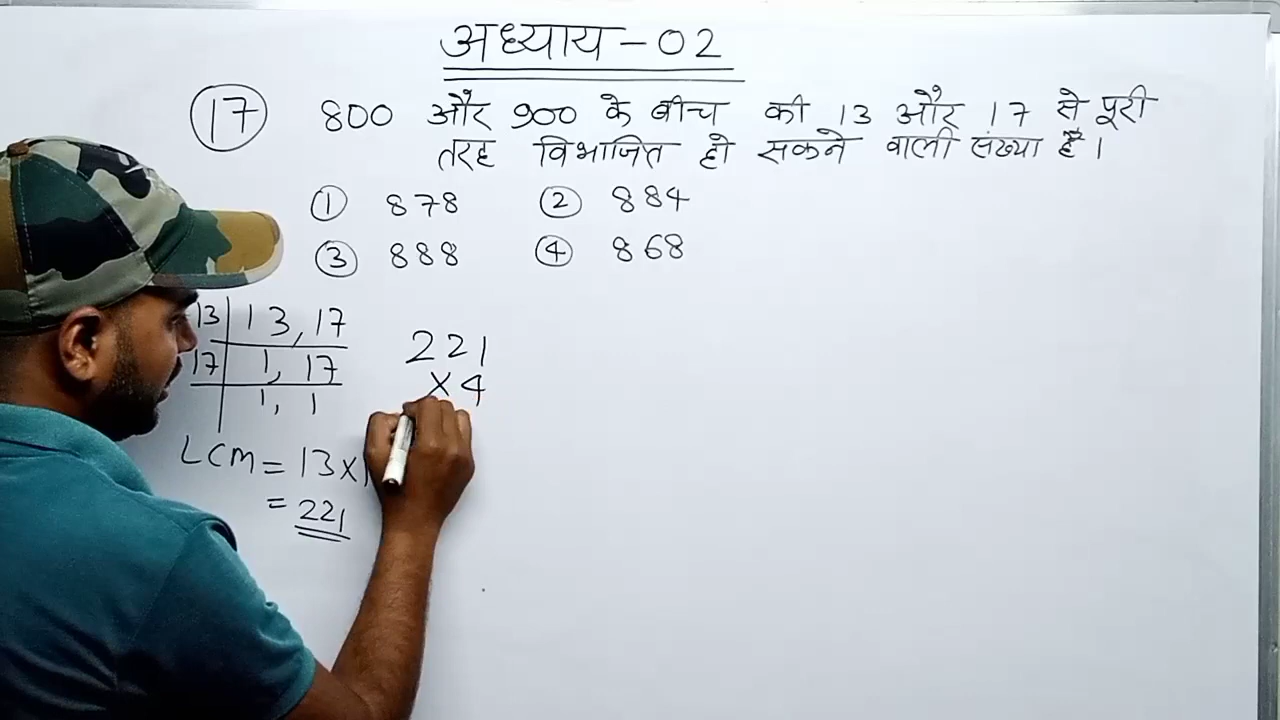 अध्याय - 02
17 800 और 900 के बीच की 13 और 17 से पूरी
तरह विभाजित हो सकने वाली संख्या है।
1 878 2 884
3 888 4 868
13 13, 17
17 1, 17
1, 1
221
×4
LCM = 13×1
= 221